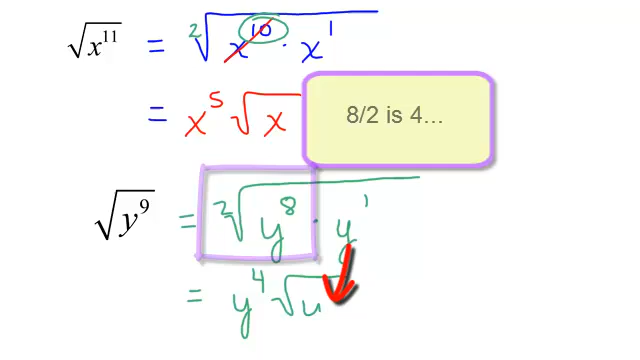 √x¹¹ = ²√x¹⁰ · x¹
= x⁵ √x
8/2 is 4...
√y⁹ = ²√y⁸ · y¹
= y⁴ √